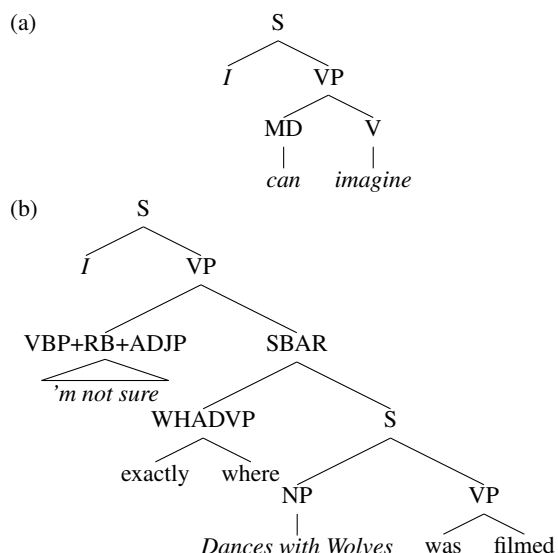 (a) S
I VP
MD V
can imagine
(b) S
I VP
VBP+RB+ADJP SBAR
'm not sure
WHADVP S
exactly where
NP VP
Dances with Wolves was filmed